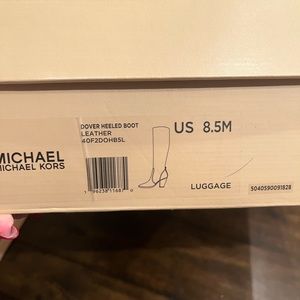 DOVER HEELED BOOT
LEATHER
40F2DOHB5L
US 8.5M
MICHAEL
MICHAEL KORS
LUGGAGE
5040590091828